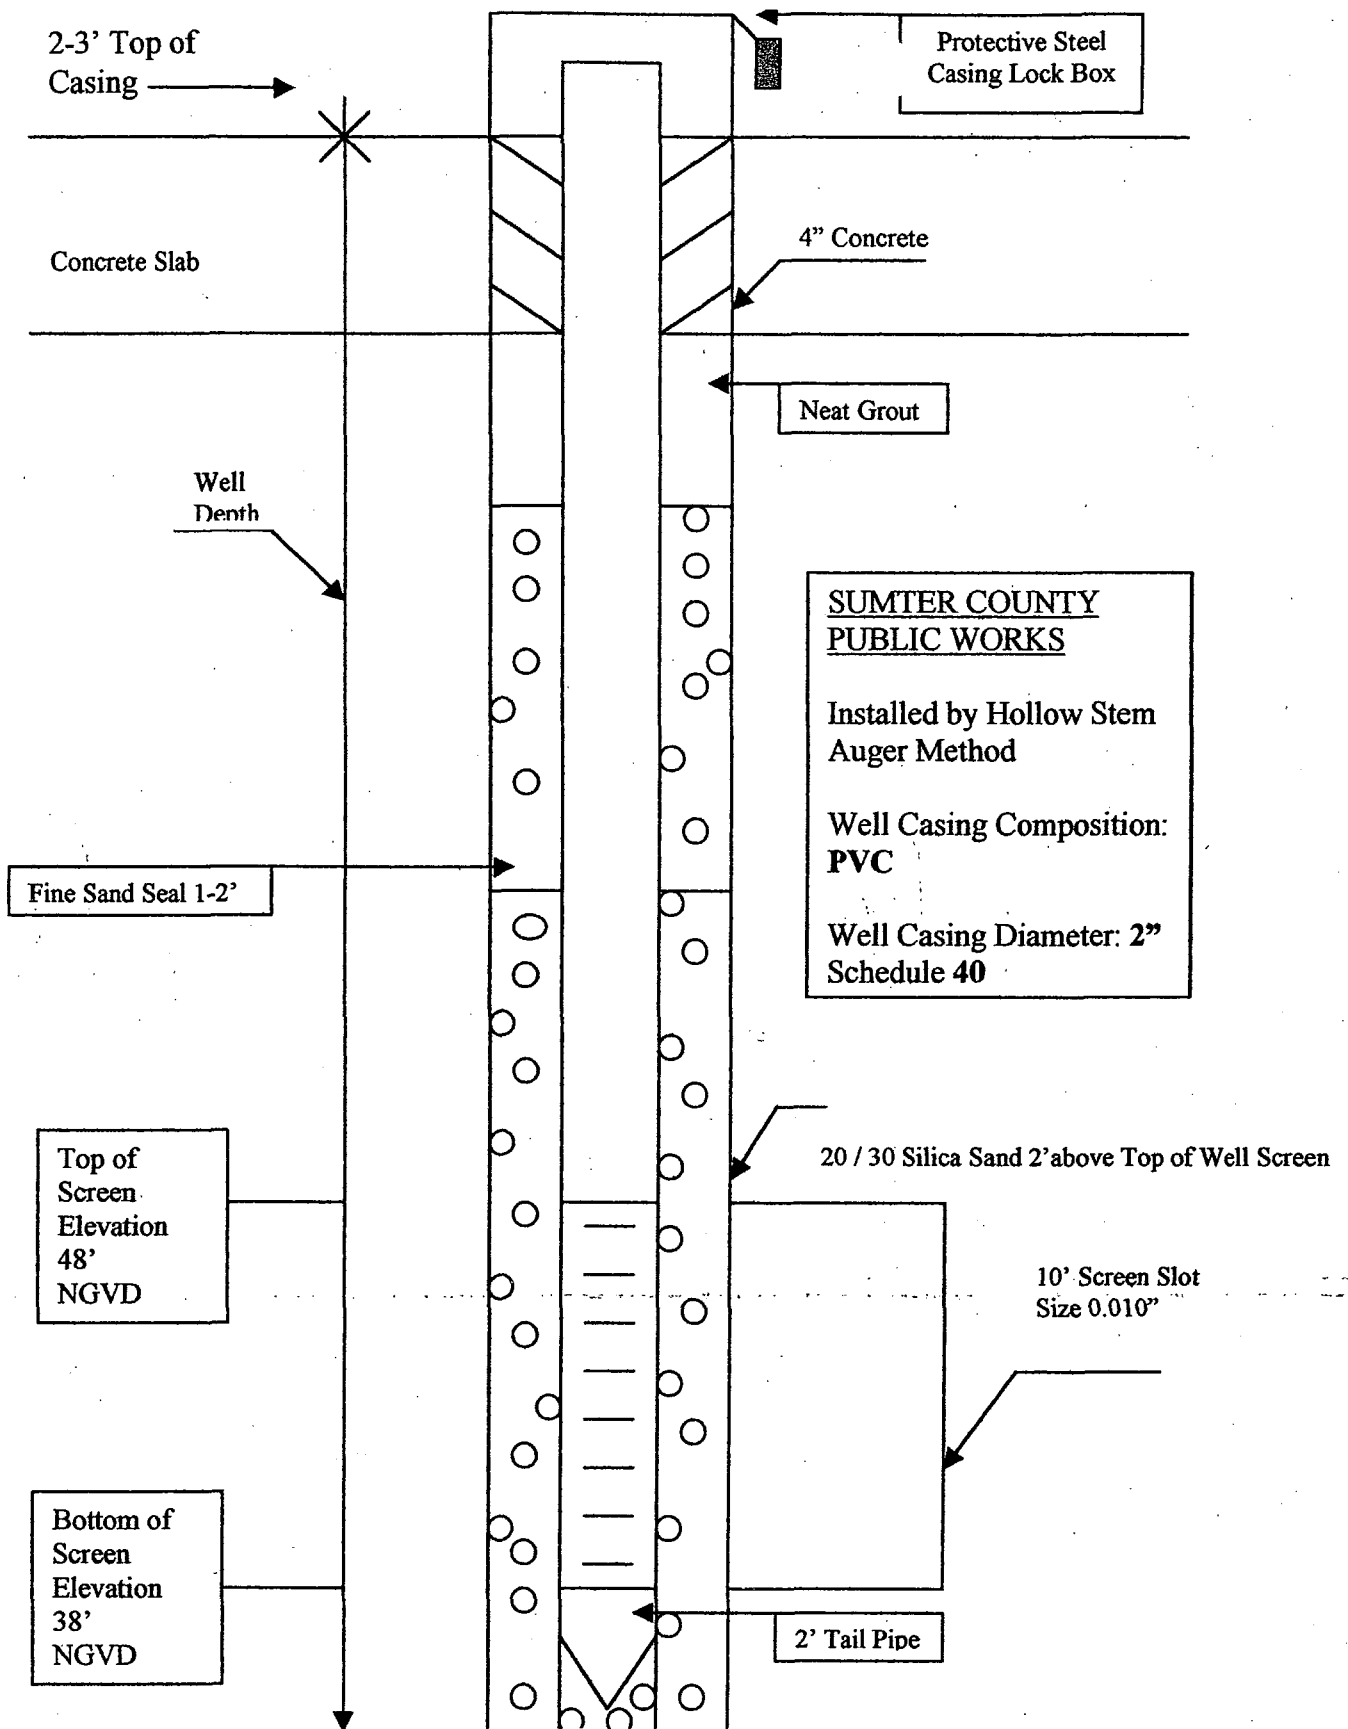 2-3’ Top of
Casing
Protective Steel
Casing Lock Box
4” Concrete
Concrete Slab
Neat Grout
Well
Depth
SUMTER COUNTY
PUBLIC WORKS
Installed by Hollow Stem
Auger Method
Well Casing Composition:
PVC
Well Casing Diameter: 2”
Schedule 40
Fine Sand Seal 1-2’
20 / 30 Silica Sand 2’above Top of Well Screen
Top of
Screen
Elevation
48’
NGVD
10’ Screen Slot
Size 0.010”
Bottom of
Screen
Elevation
38’
NGVD
2’ Tail Pipe